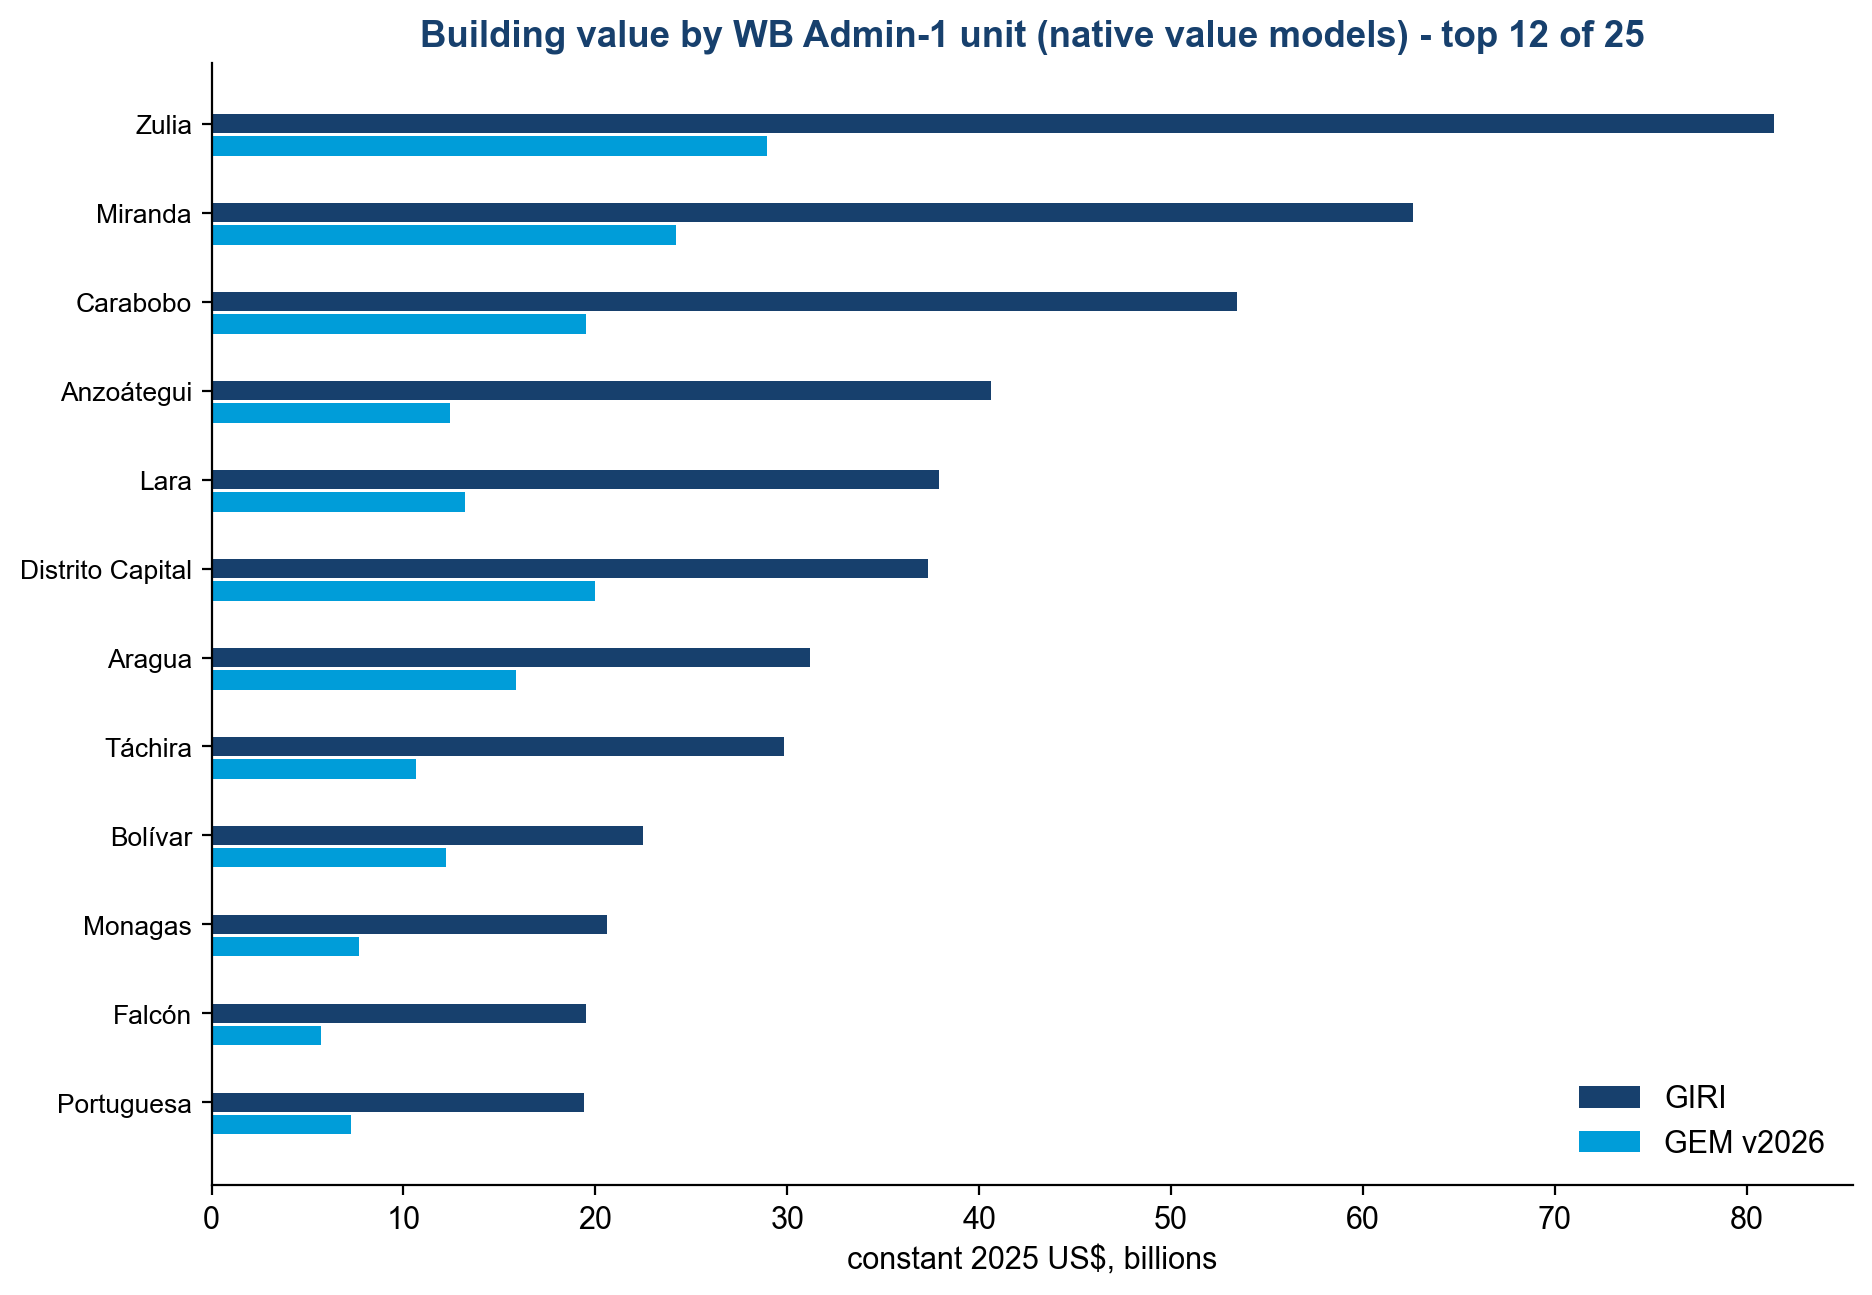 Building value by WB Admin-1 unit (native value models) - top 12 of 25
Zulia
Miranda
Carabobo
Anzoátegui
Lara
Distrito Capital
Aragua
Táchira
Bolívar
Monagas
Falcón
Portuguesa
GIRI
GEM v2026
0 10 20 30 40 50 60 70 80
constant 2025 US$, billions